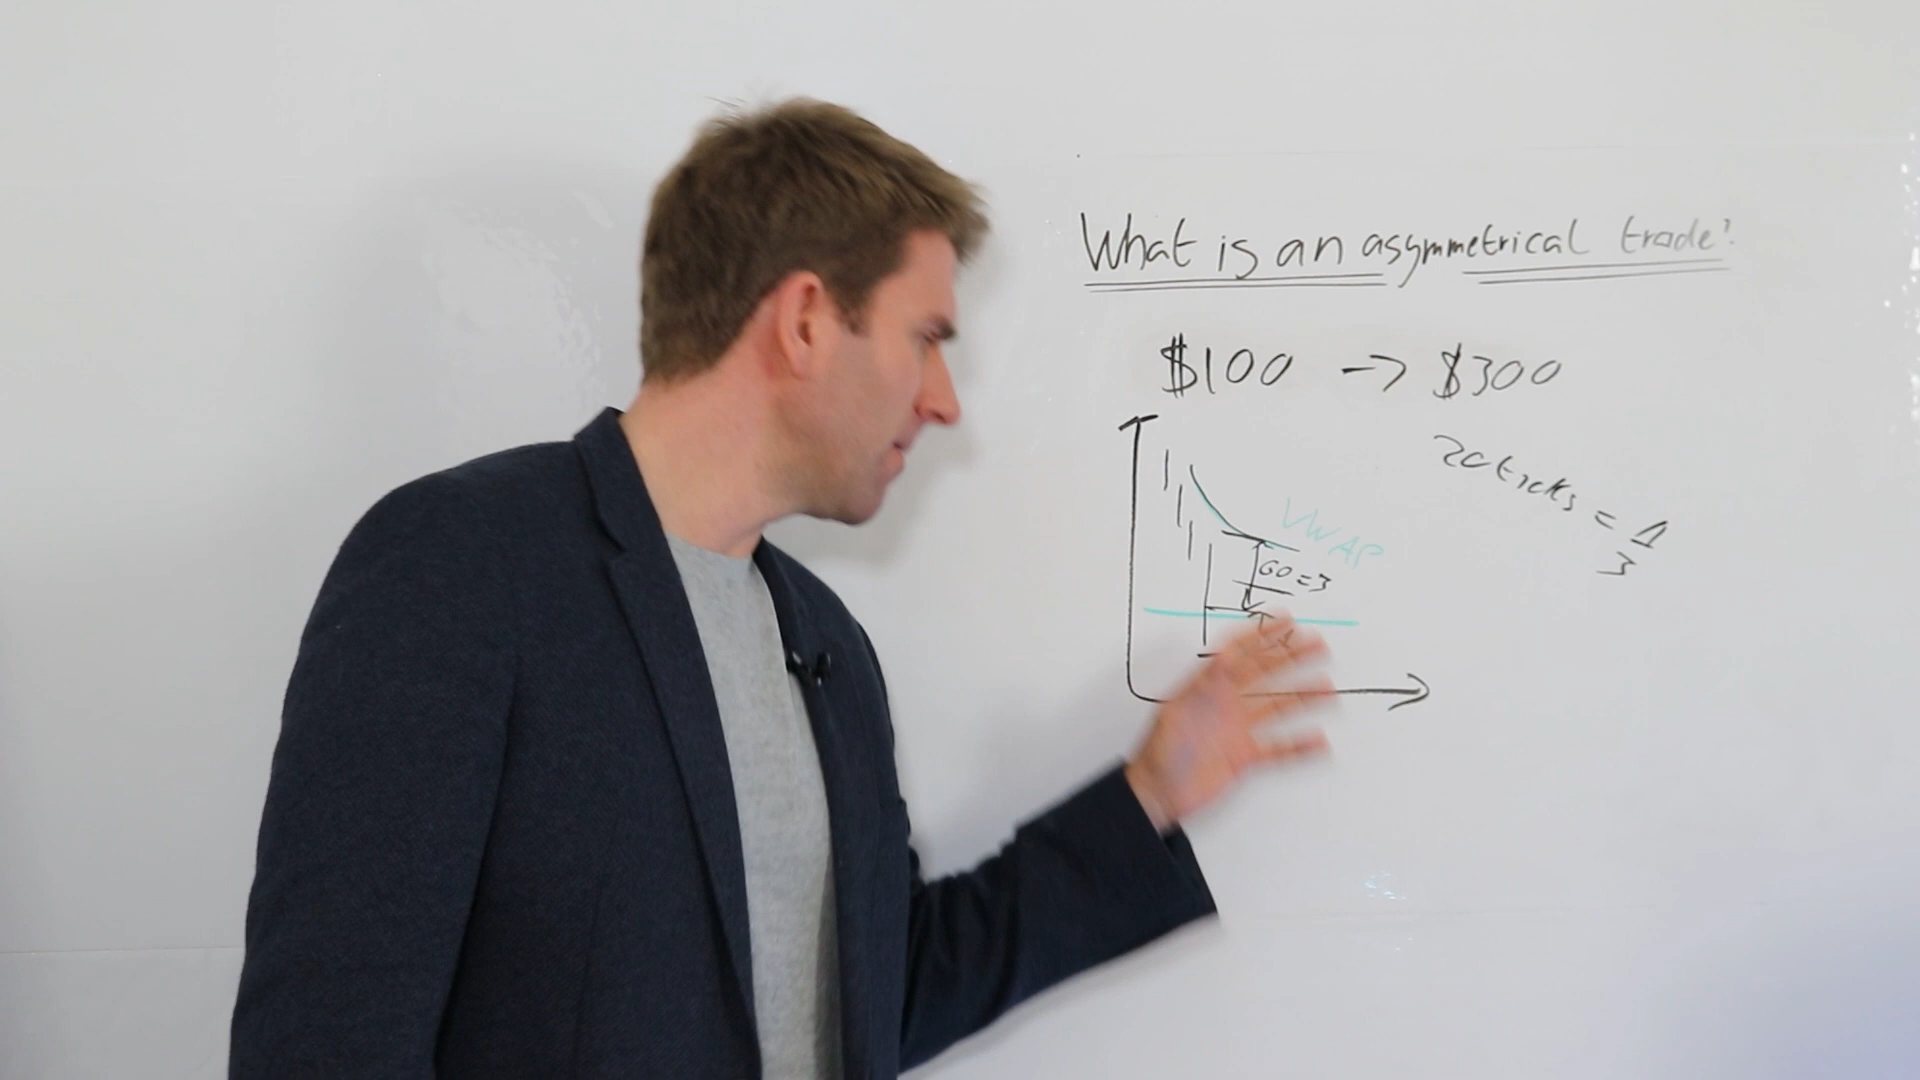 What is an asymmetrical trade?
$100 -> $300
20 ticks = 1
3
VWAP
60 = 3